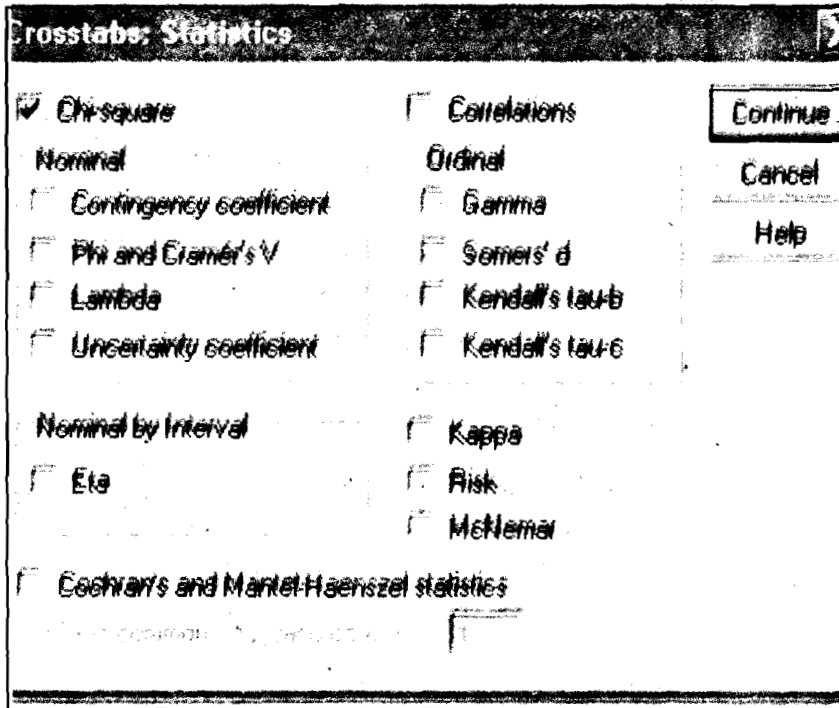 Crosstabs: Statistics
Chi-square
Correlations
Continue
Nominal
Ordinal
Cancel
Contingency coefficient
Gamma
Help
Phi and Cramér's V
Somers' d
Lambda
Kendall's tau-b
Uncertainty coefficient
Kendall's tau-c
Nominal by Interval
Kappa
Eta
Risk
McNemar
Cochran's and Mantel-Haenszel statistics